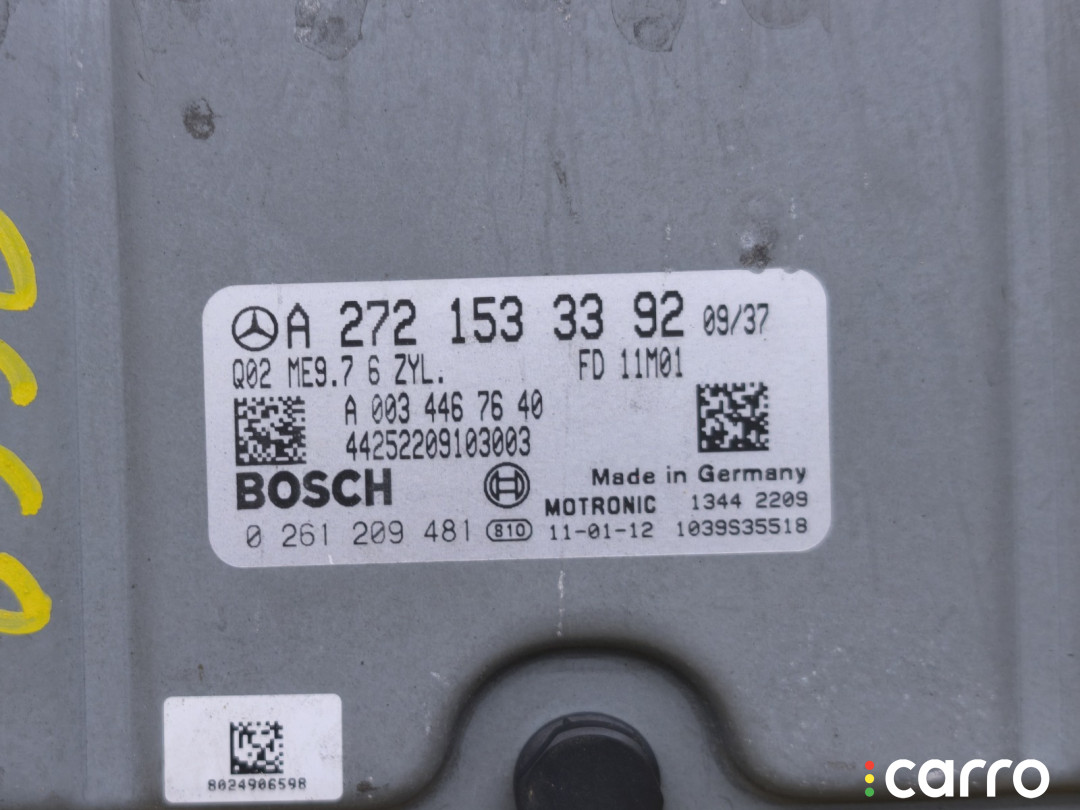 A 272 153 33 92 09/37
Q02 ME9.7 6 ZYL. FD 11M01
A 003 446 76 40
44252209103003
BOSCH
Made in Germany
MOTRONIC 1344 2209
0 261 209 481 810 11-01-12 1039S35518
8024906598
carro